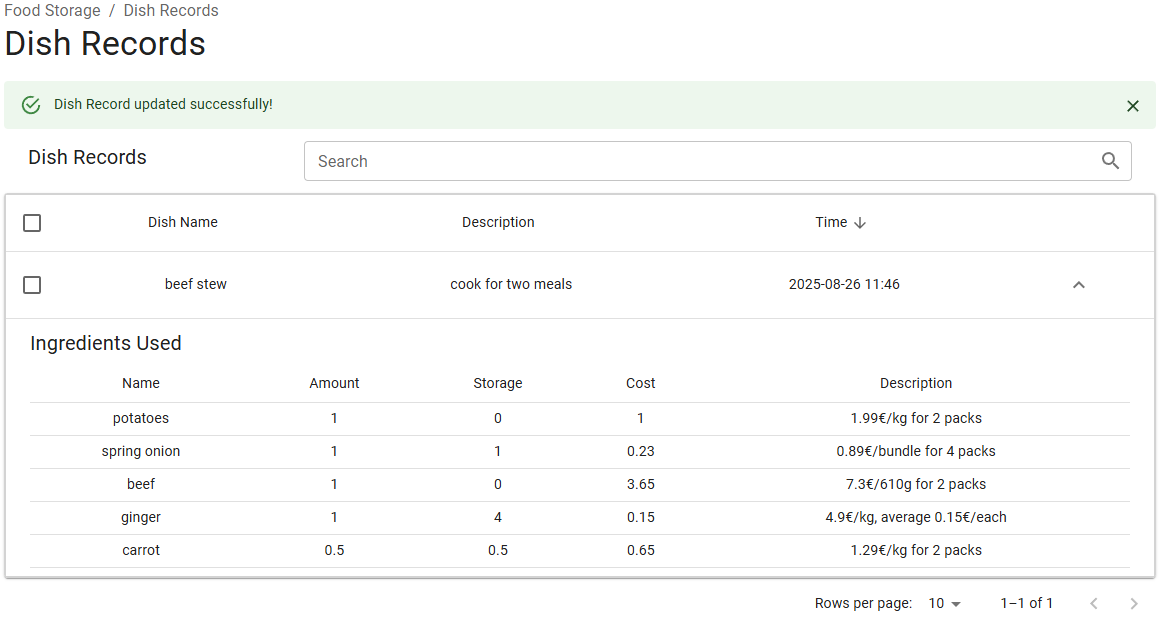 Food Storage / Dish Records
Dish Records
Dish Record updated successfully!
Dish Records
Search
Dish Name Description Time
beef stew cook for two meals 2025-08-26 11:46
Ingredients Used
Name Amount Storage Cost Description
potatoes 1 0 1 1.99€/kg for 2 packs
spring onion 1 1 0.23 0.89€/bundle for 4 packs
beef 1 0 3.65 7.3€/610g for 2 packs
ginger 1 4 0.15 4.9€/kg, average 0.15€/each
carrot 0.5 0.5 0.65 1.29€/kg for 2 packs
Rows per page: 10 1–1 of 1